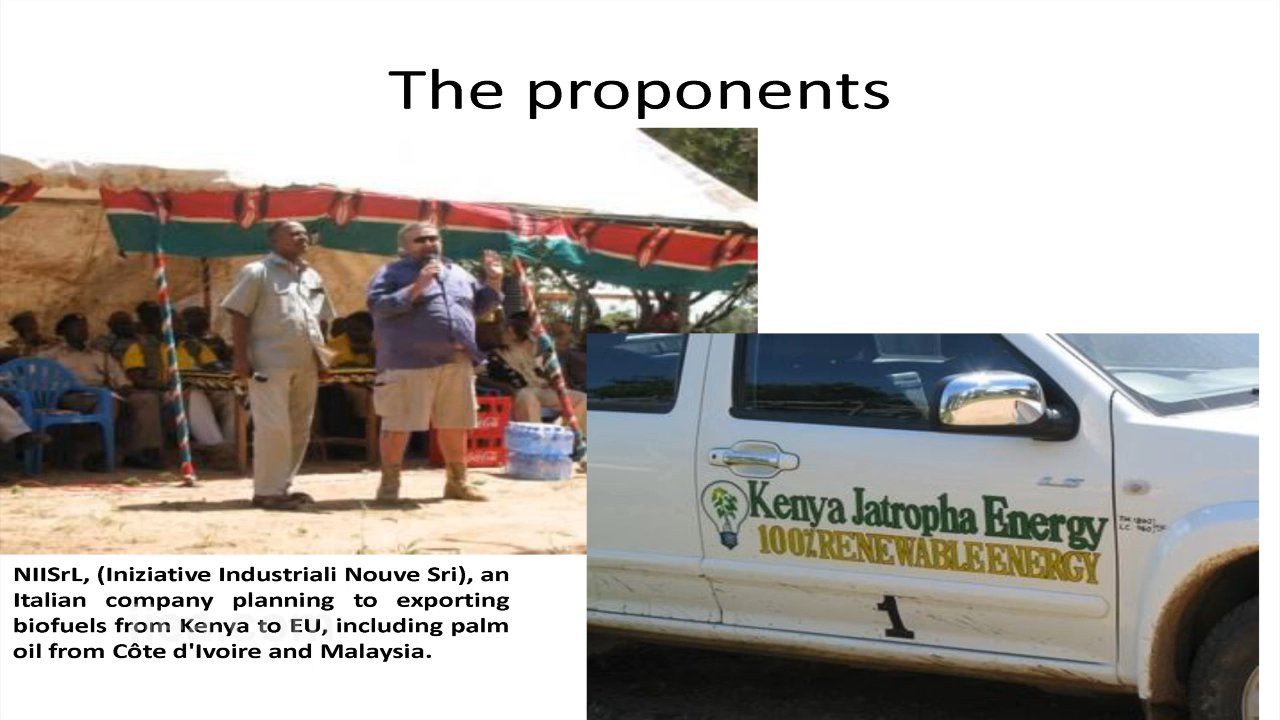 The proponents
Kenya Jatropha Energy
100% RENEWABLE ENERGY
1
NIISrL, (Iniziative Industriali Nouve Sri), an
Italian company planning to exporting
biofuels from Kenya to EU, including palm
oil from Côte d'Ivoire and Malaysia.